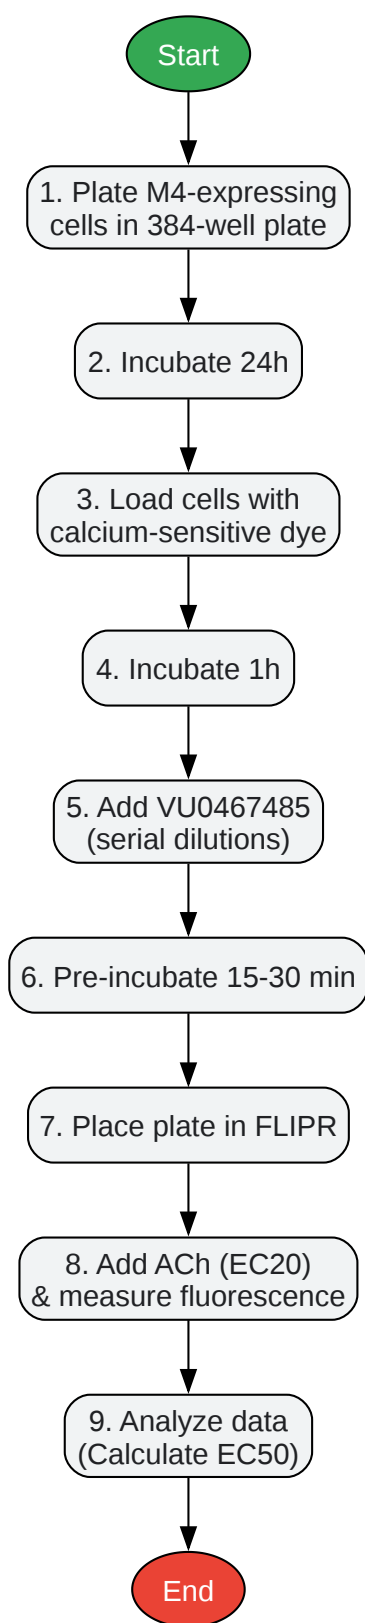 Start
1. Plate M4-expressing
cells in 384-well plate
2. Incubate 24h
3. Load cells with
calcium-sensitive dye
4. Incubate 1h
5. Add VU0467485
(serial dilutions)
6. Pre-incubate 15-30 min
7. Place plate in FLIPR
8. Add ACh (EC20)
& measure fluorescence
9. Analyze data
(Calculate EC50)
End